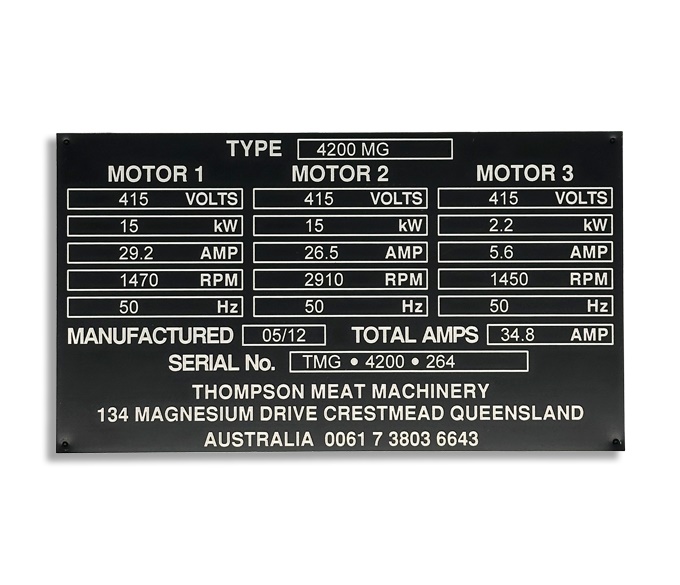 TYPE 4200 MG
MOTOR 1 MOTOR 2 MOTOR 3
415 VOLTS 415 VOLTS 415 VOLTS
15 kW 15 kW 2.2 kW
29.2 AMP 26.5 AMP 5.6 AMP
1470 RPM 2910 RPM 1450 RPM
50 Hz 50 Hz 50 Hz
MANUFACTURED 05/12 TOTAL AMPS 34.8 AMP
SERIAL No. TMG • 4200 • 264
THOMPSON MEAT MACHINERY
134 MAGNESIUM DRIVE CRESTMEAD QUEENSLAND
AUSTRALIA 0061 7 3803 6643